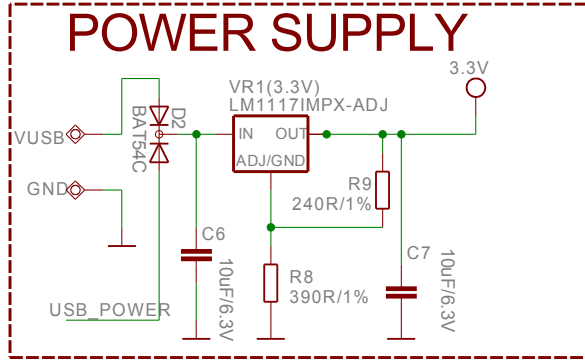 POWER SUPPLY
3.3V
VR1(3.3V)
LM1117IMPX-ADJ
D2
BAT54C
VUSB
IN OUT
ADJ/GND
GND
R9
240R/1%
C6
10uF/6.3V
R8
390R/1%
C7
10uF/6.3V
USB_POWER